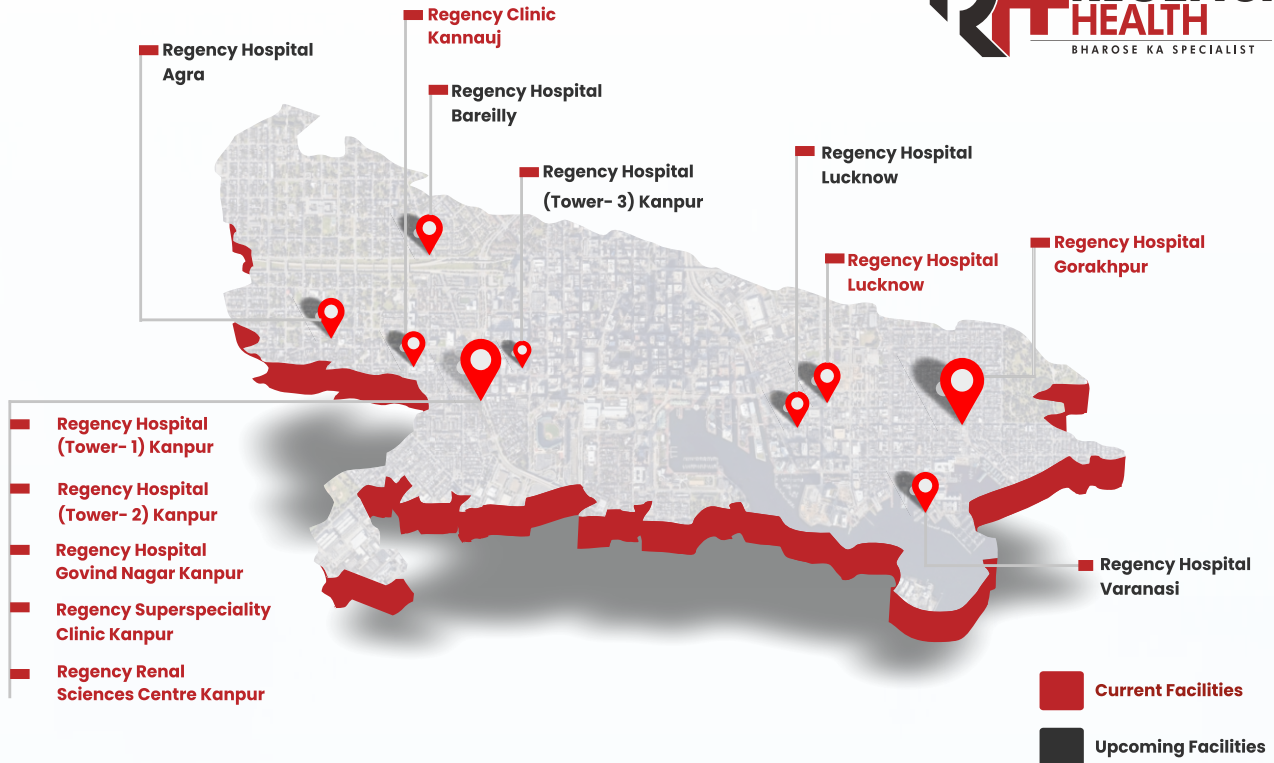 HEALTH
BHAROSE KA SPECIALIST
Regency Clinic
Kannauj
Regency Hospital
Agra
Regency Hospital
Bareilly
Regency Hospital
(Tower- 3) Kanpur
Regency Hospital
Lucknow
Regency Hospital
Lucknow
Regency Hospital
Gorakhpur
Regency Hospital
(Tower- 1) Kanpur
Regency Hospital
(Tower- 2) Kanpur
Regency Hospital
Govind Nagar Kanpur
Regency Superspeciality
Clinic Kanpur
Regency Renal
Sciences Centre Kanpur
Regency Hospital
Varanasi
Current Facilities
Upcoming Facilities